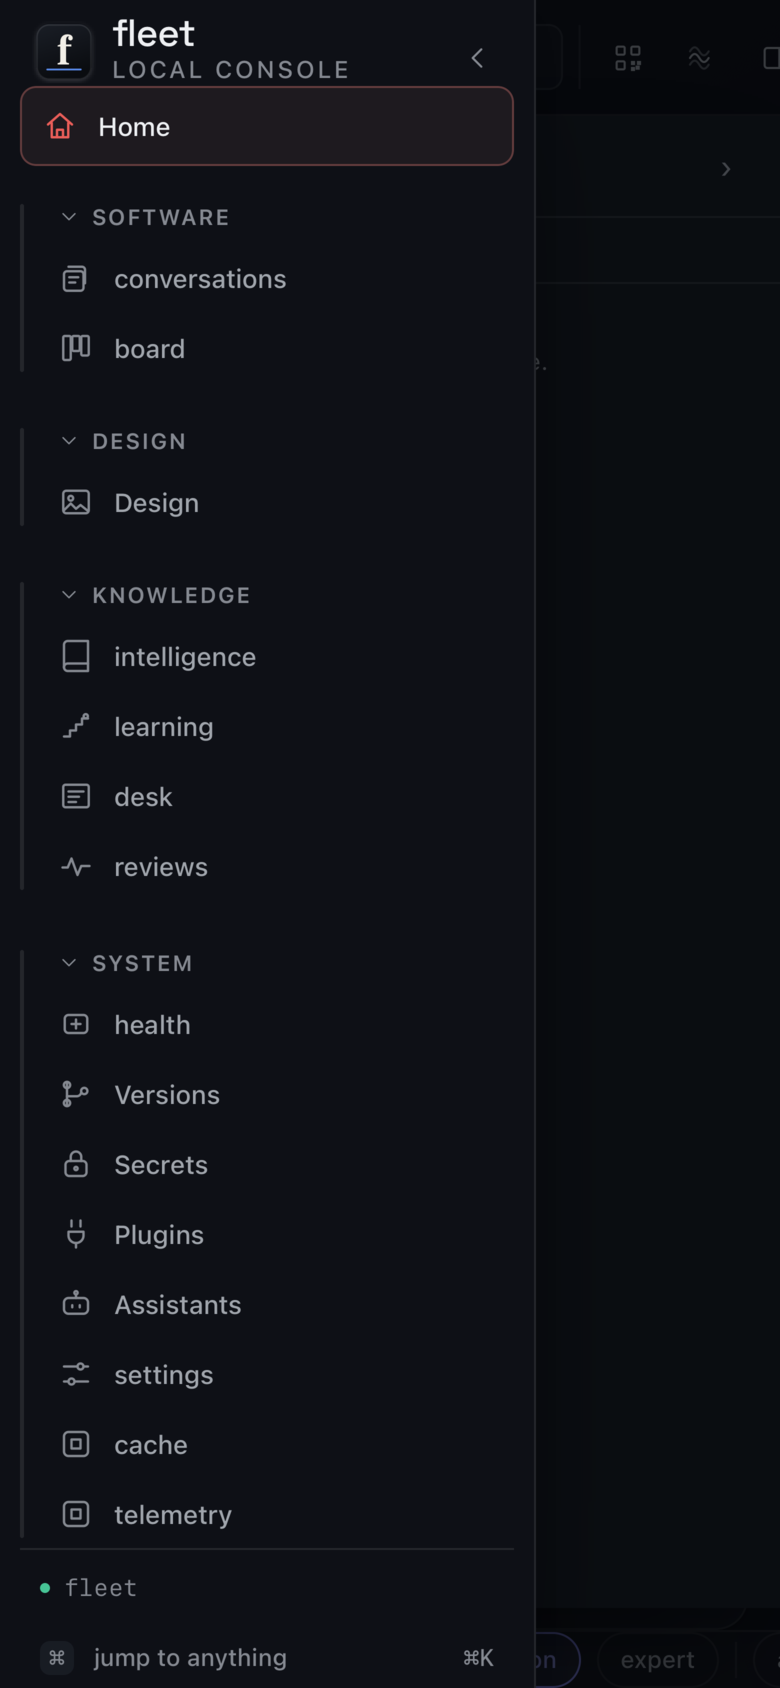 f
fleet
LOCAL CONSOLE
Home
SOFTWARE
conversations
board
e.
DESIGN
Design
KNOWLEDGE
intelligence
learning
desk
reviews
SYSTEM
health
Versions
Secrets
Plugins
Assistants
settings
cache
telemetry
fleet
⌘ jump to anything ⌘K
on expert